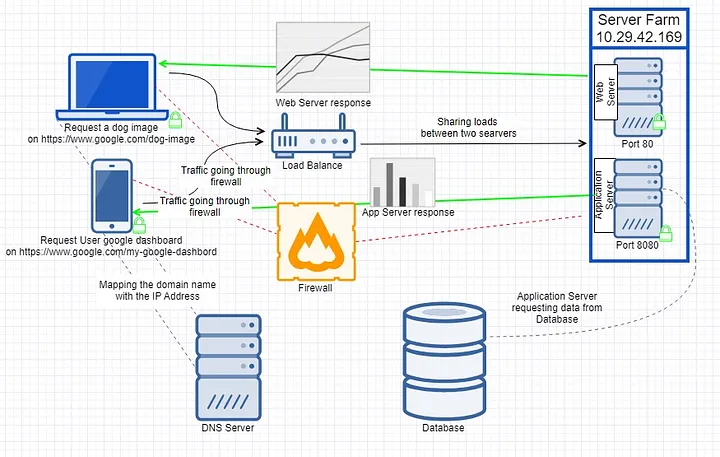 Server Farm
10.29.42.169
Web Server response
Web
Server
Port 80
Request a dog image
on https://www.google.com/dog-image
Load Balance
Sharing loads
between two searvers
Traffic going through
firewall
Traffic going through
firewall
App Server response
Application
Server
Port 8080
Request User google dashboard
on https://www.google.com/my-google-dashbord
Firewall
Mapping the domain name
with the IP Address
Application Server
requesting data from
Database
DNS Server
Database